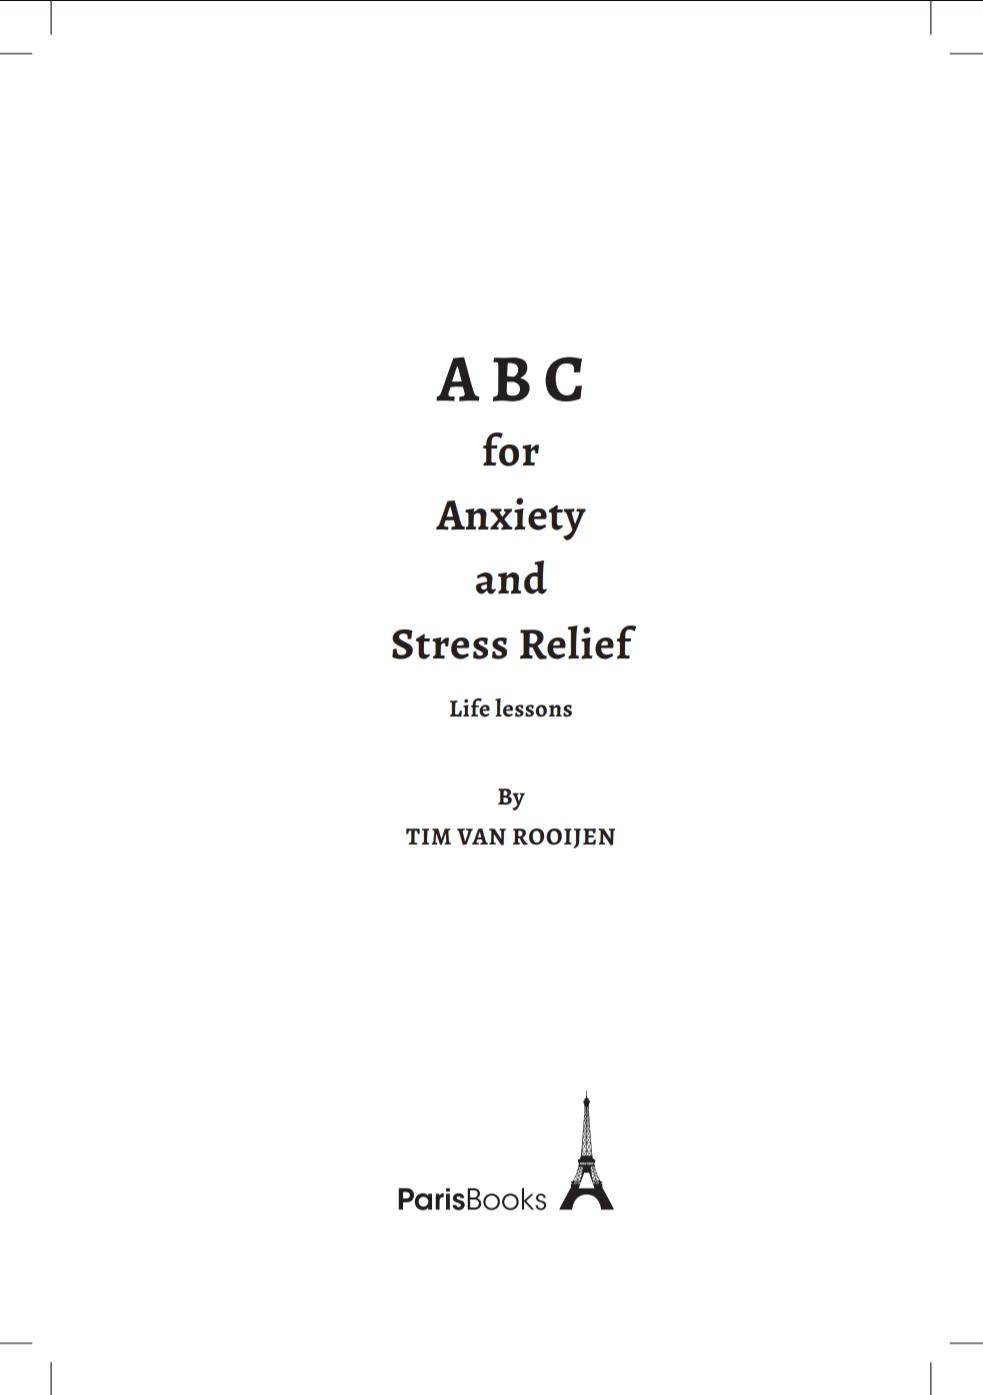 A B C
for
Anxiety
and
Stress Relief
Life lessons
By
TIM VAN ROOIJEN
ParisBooks